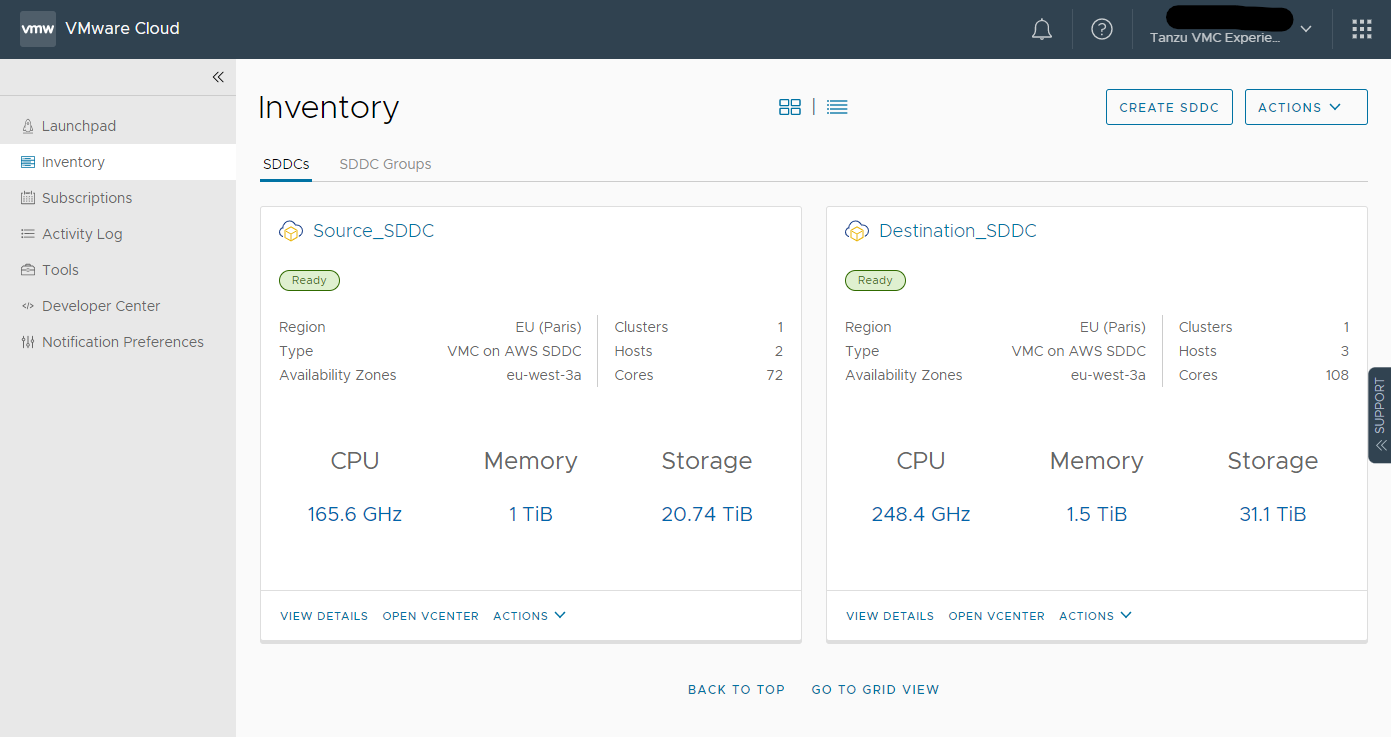 vmw VMware Cloud
Tanzu VMC Experie...
Launchpad
Inventory
Subscriptions
Activity Log
Tools
Developer Center
Notification Preferences
Inventory
CREATE SDDC
ACTIONS
SDDCs
SDDC Groups
Source_SDDC
Ready
Region EU (Paris)
Type VMC on AWS SDDC
Availability Zones eu-west-3a
Clusters 1
Hosts 2
Cores 72
CPU Memory Storage
165.6 GHz 1 TiB 20.74 TiB
VIEW DETAILS OPEN VCENTER ACTIONS
Destination_SDDC
Ready
Region EU (Paris)
Type VMC on AWS SDDC
Availability Zones eu-west-3a
Clusters 1
Hosts 3
Cores 108
CPU Memory Storage
248.4 GHz 1.5 TiB 31.1 TiB
VIEW DETAILS OPEN VCENTER ACTIONS
SUPPORT
BACK TO TOP GO TO GRID VIEW